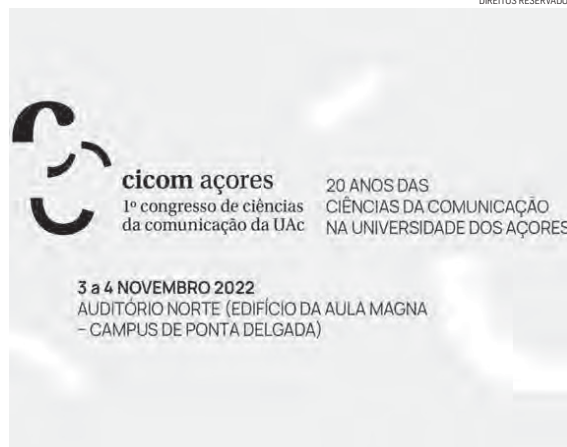 DIREITOS RESERVADOS
cicom açores
1º congresso de ciências
da comunicação da UAc
20 ANOS DAS
CIÊNCIAS DA COMUNICAÇÃO
NA UNIVERSIDADE DOS AÇORES
3 a 4 NOVEMBRO 2022
AUDITÓRIO NORTE (EDIFÍCIO DA AULA MAGNA
– CAMPUS DE PONTA DELGADA)